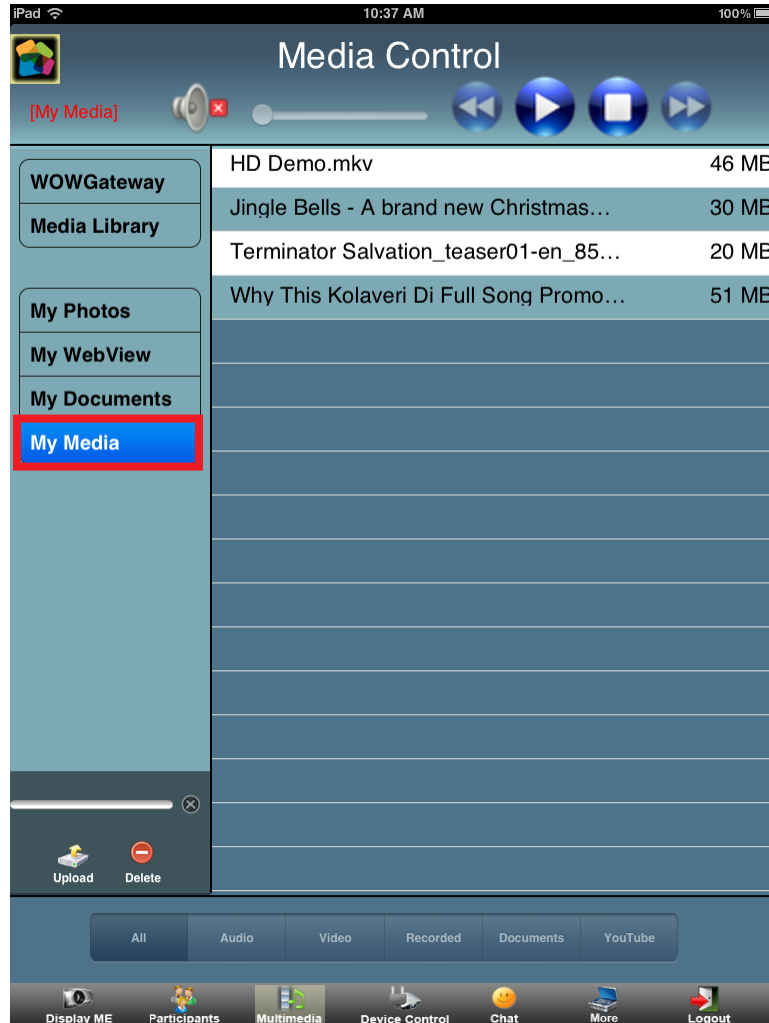 iPad 10:37 AM 100%
Media Control
[My Media]
WOWGateway
Media Library
My Photos
My WebView
My Documents
My Media
HD Demo.mkv 46 MB
Jingle Bells - A brand new Christmas... 30 MB
Terminator Salvation_teaser01-en_85... 20 MB
Why This Kolaveri Di Full Song Promo... 51 MB
Upload Delete
All Audio Video Recorded Documents YouTube
Display ME Participants Multimedia Device Control Chat More Logout